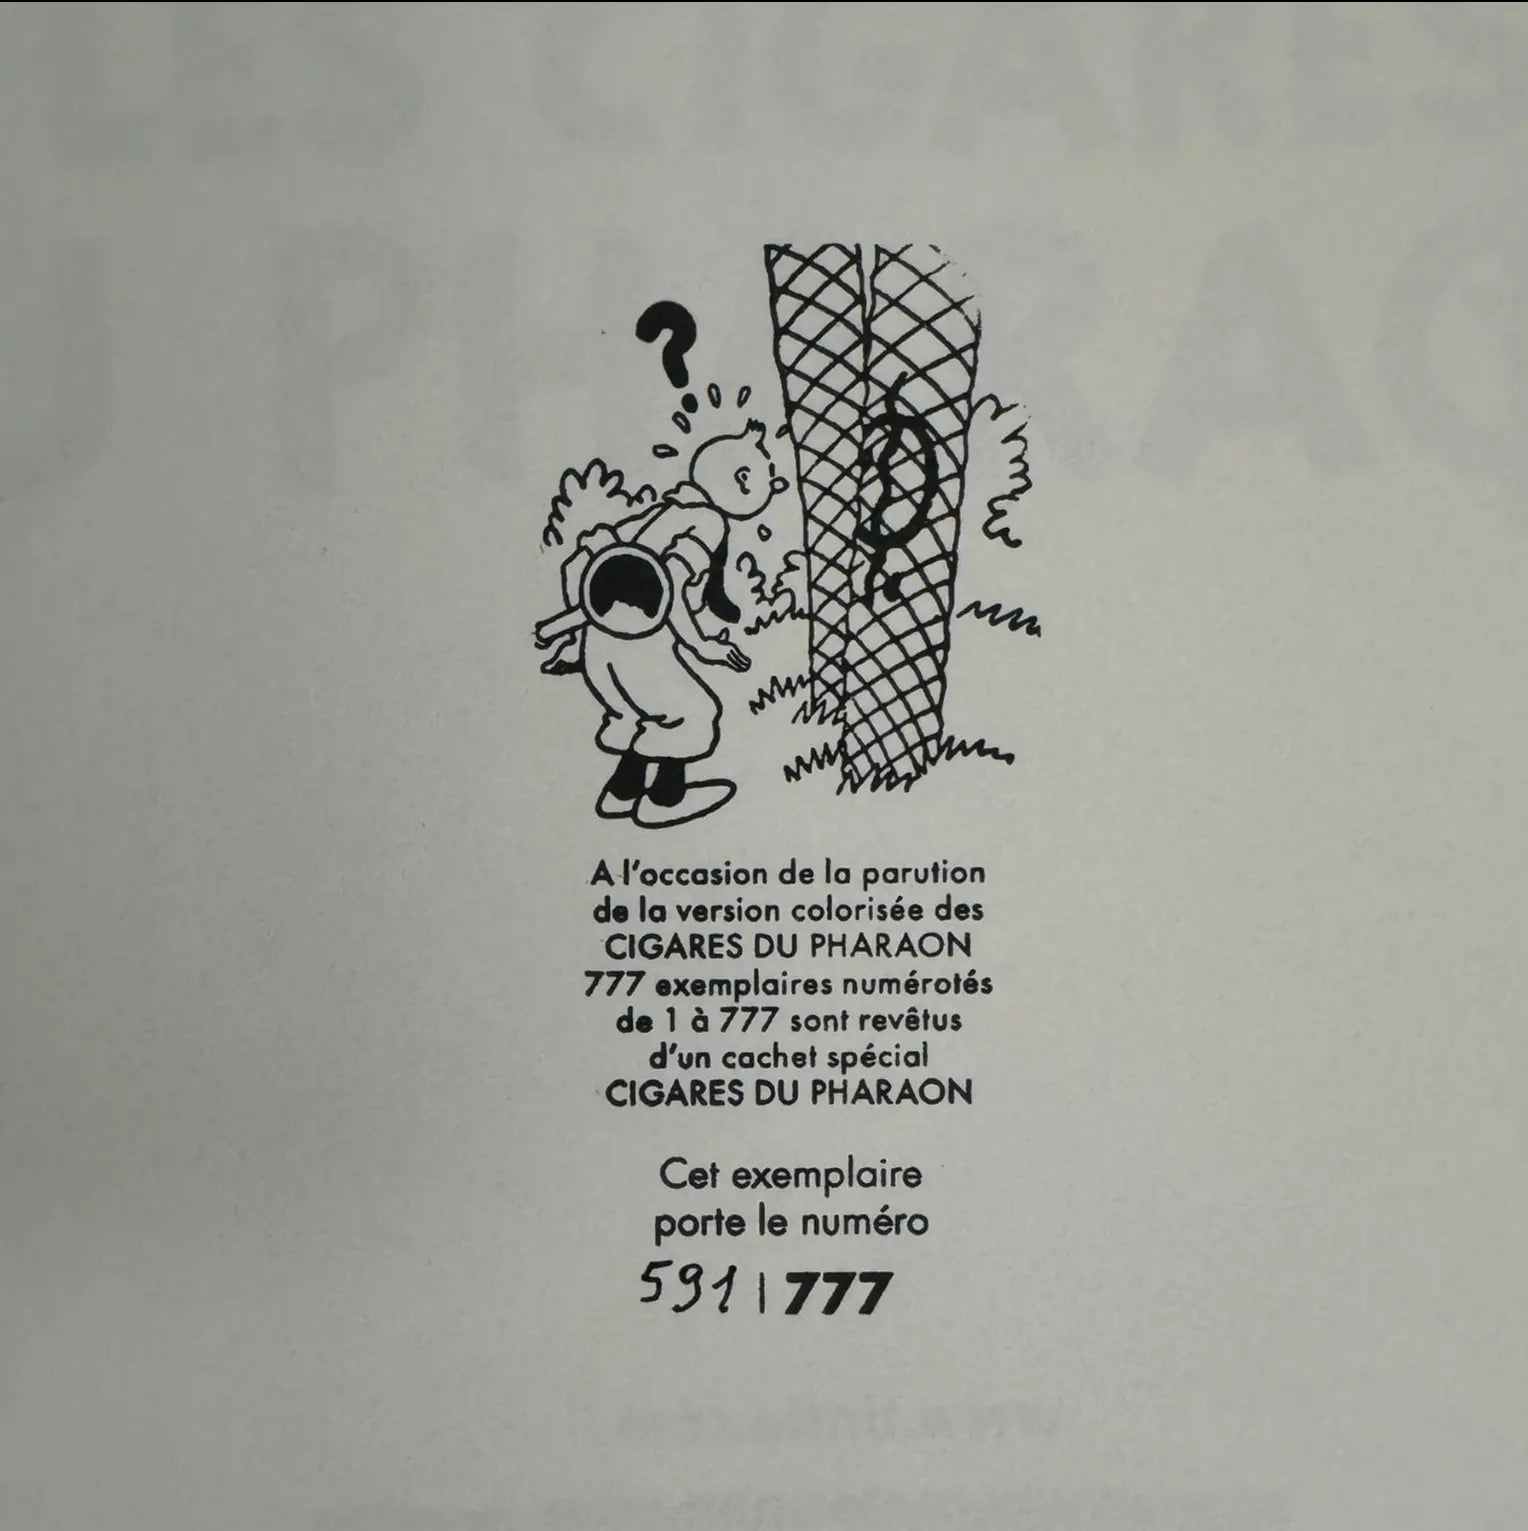 A l'occasion de la parution
de la version colorisée des
CIGARES DU PHARAON
777 exemplaires numérotés
de 1 à 777 sont revêtus
d'un cachet spécial
CIGARES DU PHARAON
Cet exemplaire
porte le numéro
591 | 777